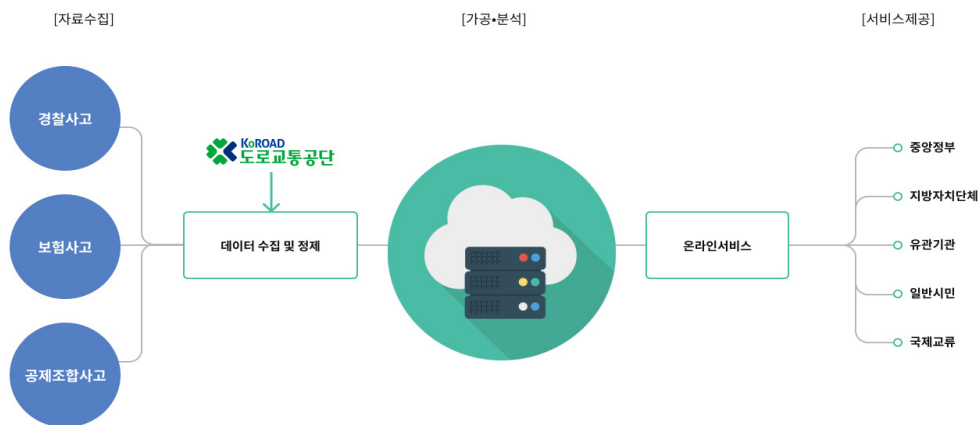 [자료수집]
[가공•분석]
[서비스제공]
경찰사고
보험사고
공제조합사고
KoROAD
도로교통공단
데이터 수집 및 정제
온라인서비스
중앙정부
지방자치단체
유관기관
일반시민
국제교류